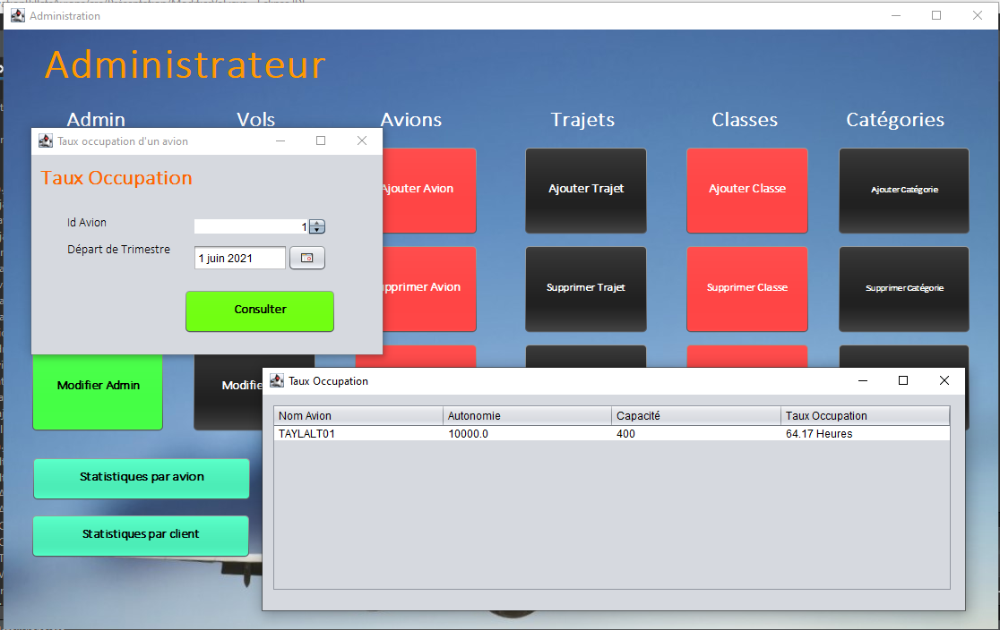 Administration
Administrateur
Admin Vols Avions Trajets Classes Catégories
Taux occupation d'un avion
Taux Occupation
Id Avion 1
Départ de Trimestre 1 juin 2021
Consulter
Ajouter Avion Ajouter Trajet Ajouter Classe Ajouter Catégorie
Supprimer Trajet Supprimer Classe Supprimer Catégorie
pprimer Avion
Modifier Admin Modifie
Statistiques par avion
Statistiques par client
Taux Occupation
Nom Avion Autonomie Capacité Taux Occupation
TAYLALT01 10000.0 400 64.17 Heures